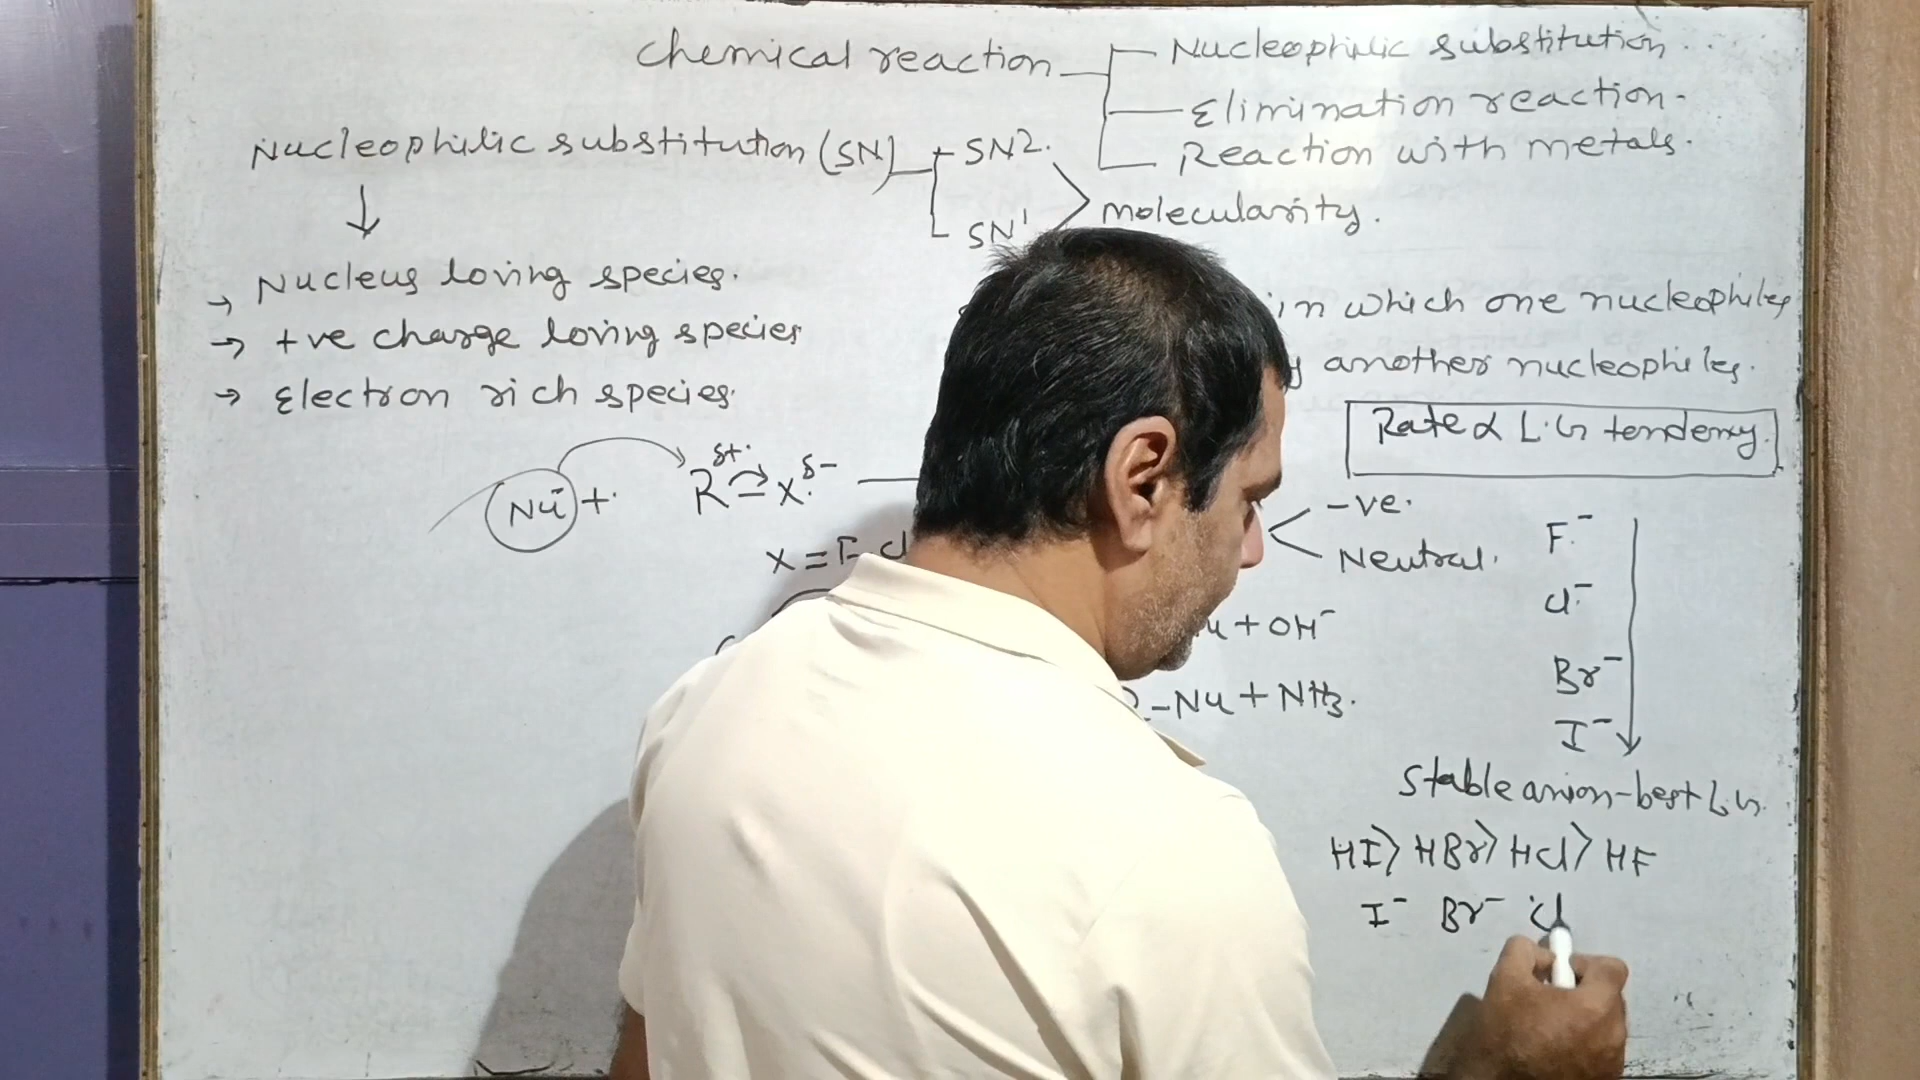 Chemical reaction
Nucleophilic substitution.
Elimination reaction.
Reaction with metals.
Nucleophilic substitution (SN)
SN2.
SN1
molecularity.
→ Nucleus loving species.
→ +ve charge loving species
→ Electron rich species.
in which one nucleophiles
another nucleophiles.
Rate α L.G tendency.
Nu⁻ + R^δ+ – X^δ-
X = F Cl
-ve.
Neutral.
+ OH⁻
-Nu + NH3.
F⁻
Cl⁻
Br⁻
I⁻
Stable anion-best L.G.
HI > HBr > HCl > HF
I⁻ Br⁻ Cl